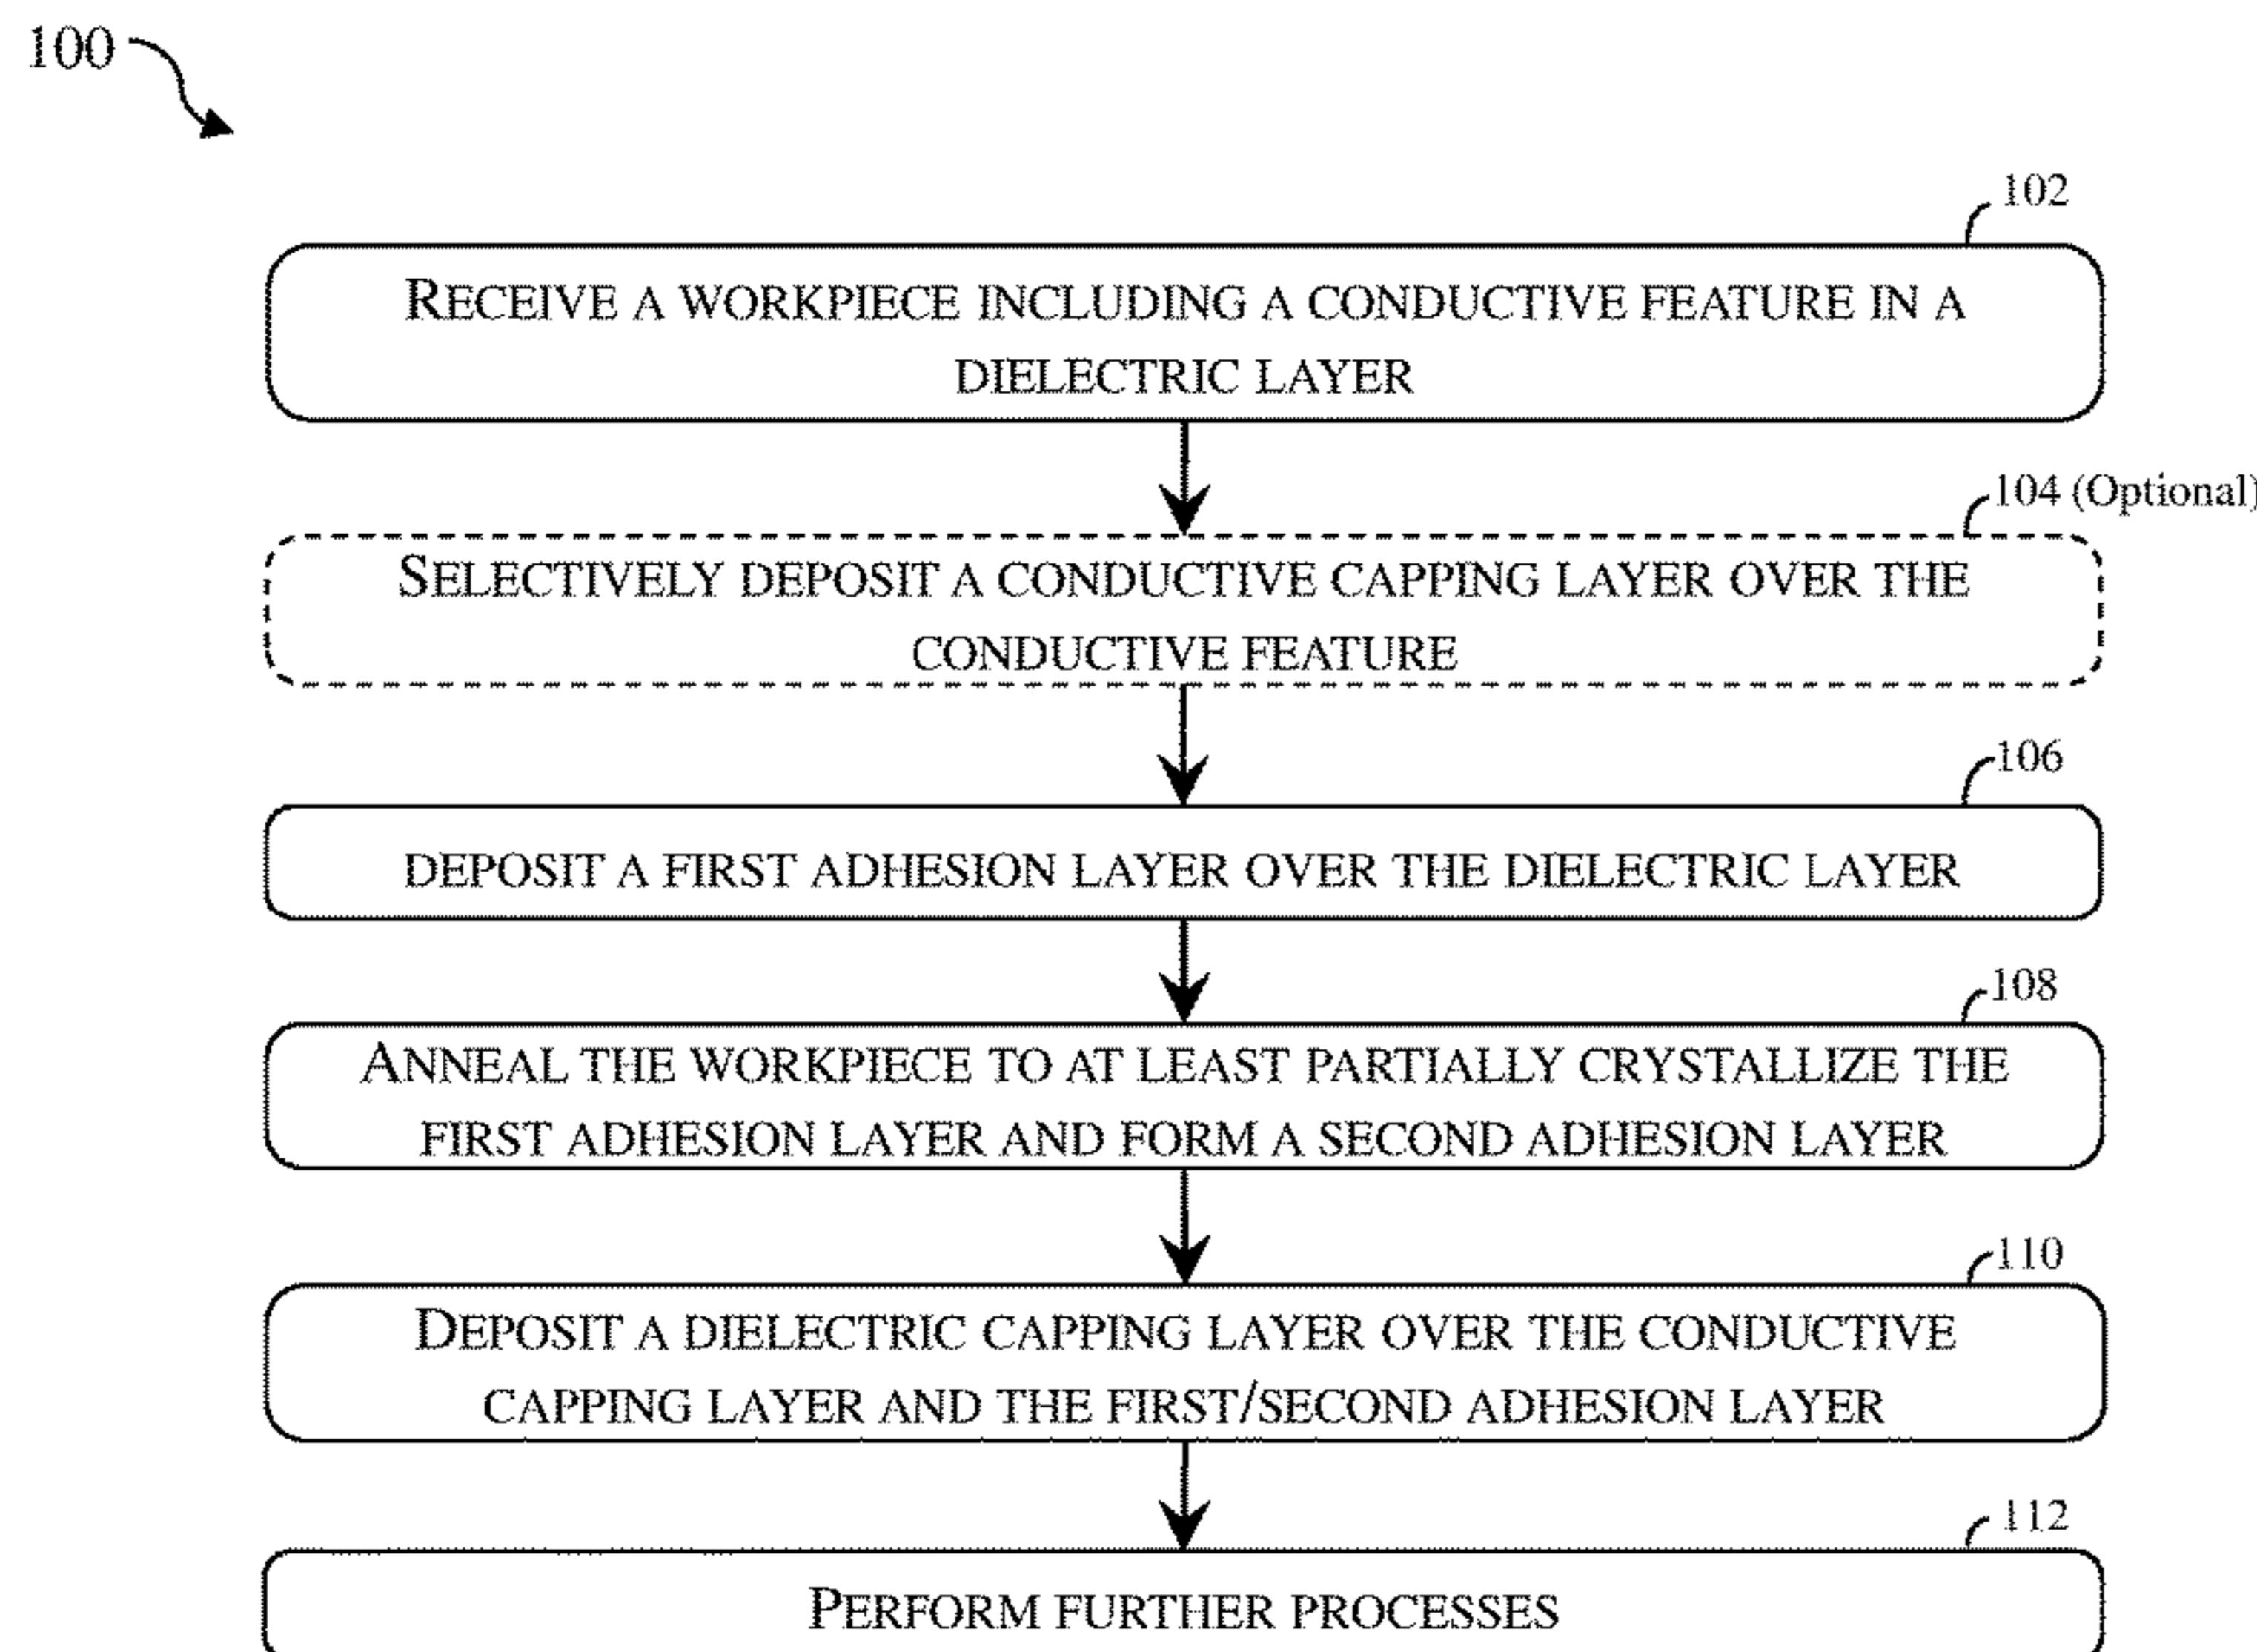 100
102
RECEIVE A WORKPIECE INCLUDING A CONDUCTIVE FEATURE IN A
DIELECTRIC LAYER
104 (Optional)
SELECTIVELY DEPOSIT A CONDUCTIVE CAPPING LAYER OVER THE
CONDUCTIVE FEATURE
106
DEPOSIT A FIRST ADHESION LAYER OVER THE DIELECTRIC LAYER
108
ANNEAL THE WORKPIECE TO AT LEAST PARTIALLY CRYSTALLIZE THE
FIRST ADHESION LAYER AND FORM A SECOND ADHESION LAYER
110
DEPOSIT A DIELECTRIC CAPPING LAYER OVER THE CONDUCTIVE
CAPPING LAYER AND THE FIRST/SECOND ADHESION LAYER
112
PERFORM FURTHER PROCESSES